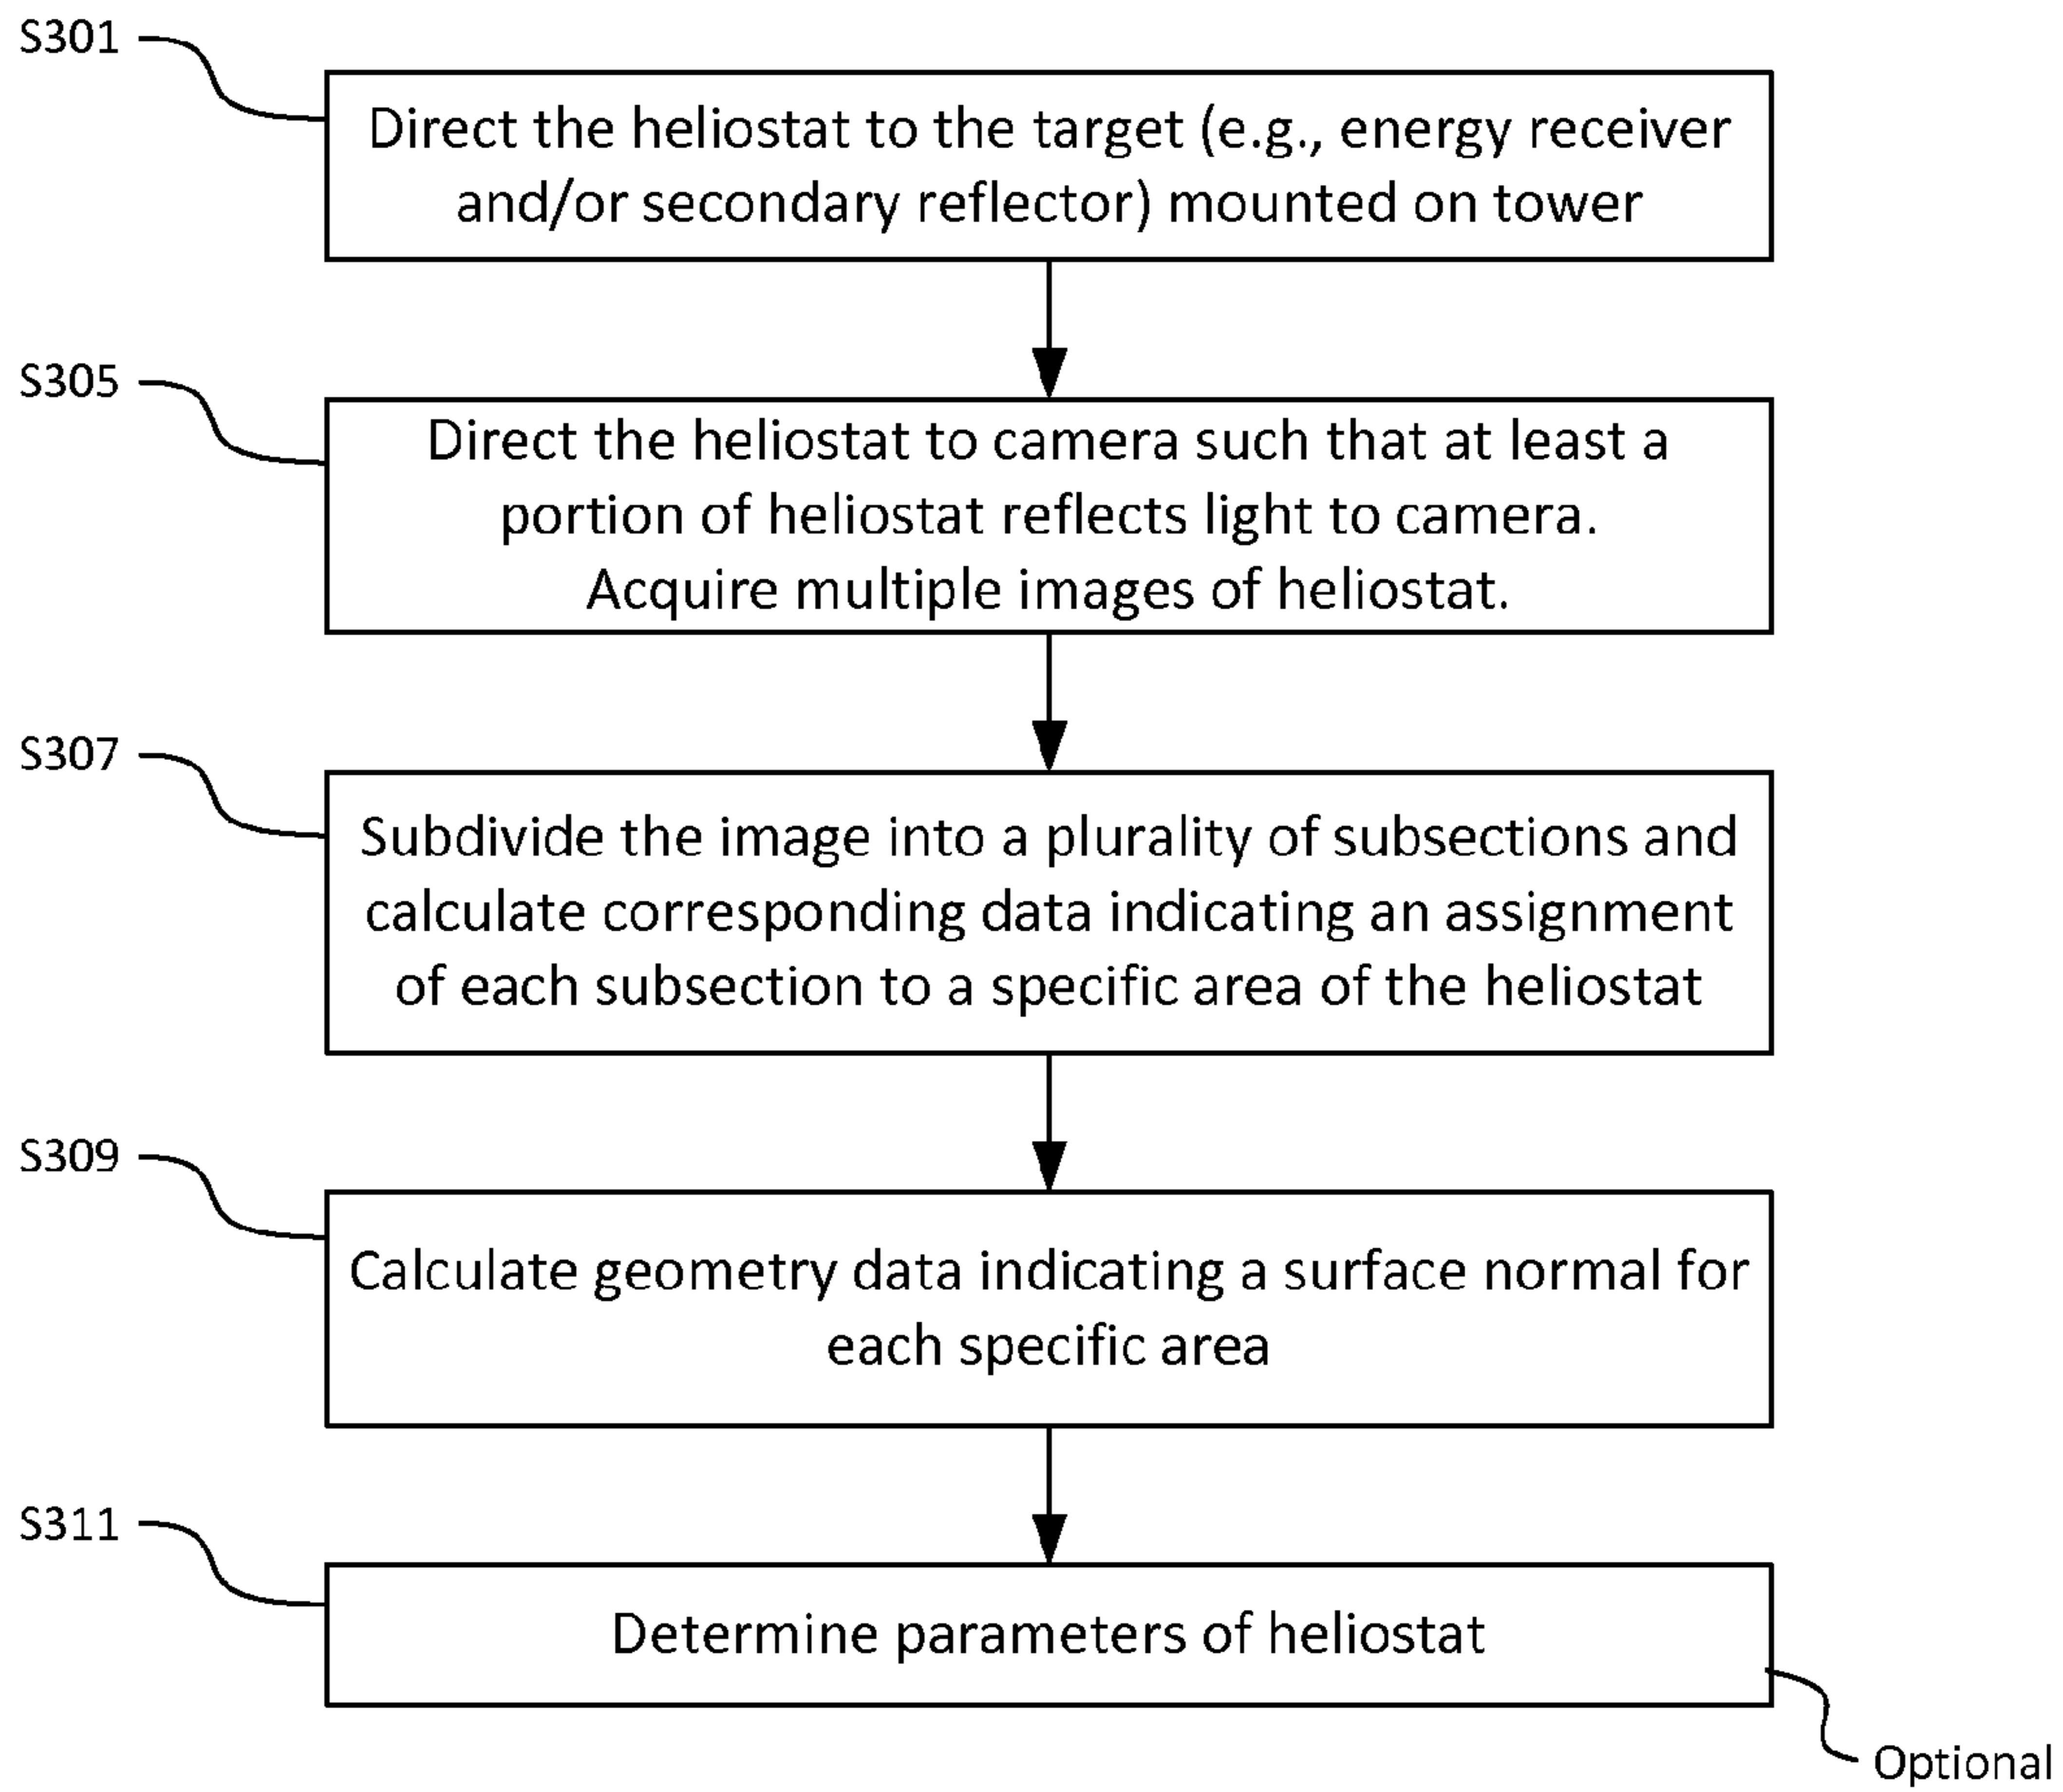 S301
Direct the heliostat to the target (e.g., energy receiver
and/or secondary reflector) mounted on tower
S305
Direct the heliostat to camera such that at least a
portion of heliostat reflects light to camera.
Acquire multiple images of heliostat.
S307
Subdivide the image into a plurality of subsections and
calculate corresponding data indicating an assignment
of each subsection to a specific area of the heliostat
S309
Calculate geometry data indicating a surface normal for
each specific area
S311
Determine parameters of heliostat
Optional